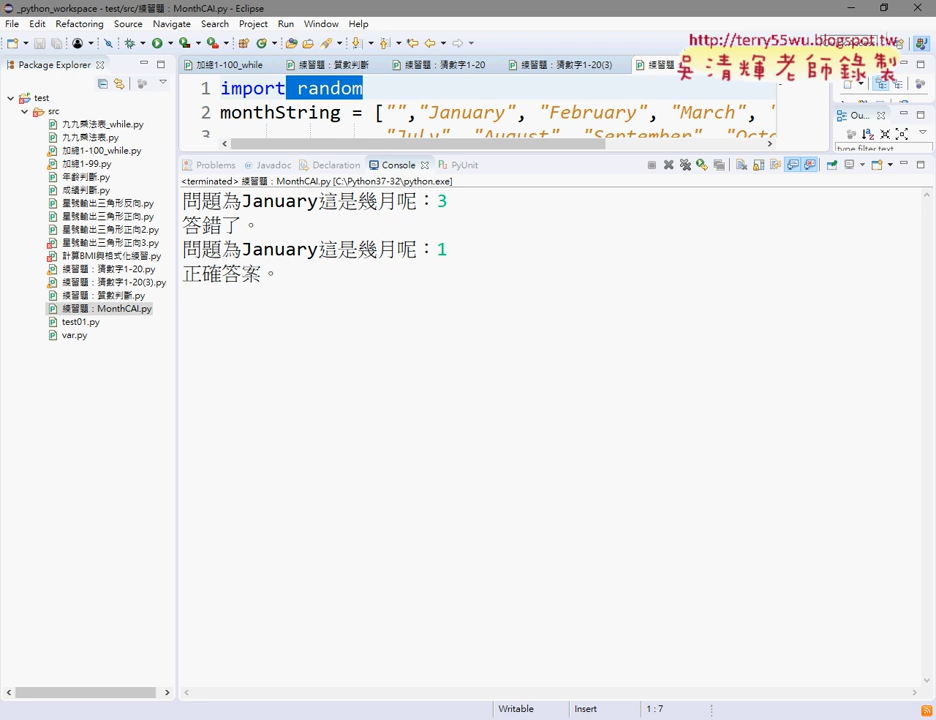 _python_workspace - test/src/練習題：MonthCAI.py - Eclipse
File Edit Refactoring Source Navigate Search Project Run Window Help
http://terry55wu.blogspot.tw
吳清輝老師錄製
Package Explorer
加總1-100_while 練習題：質數判斷 練習題：猜數字1-20 練習題：猜數字1-20(3) 練習題
test
src
九九乘法表_while.py
九九乘法表.py
加總1-100_while.py
加總1-99.py
年齡判斷.py
成績判斷.py
星號輸出三角形反向.py
星號輸出三角形正向.py
星號輸出三角形正向2.py
星號輸出三角形正向3.py
計算BMI與格式化練習.py
練習題：猜數字1-20.py
練習題：猜數字1-20(3).py
練習題：質數判斷.py
練習題：MonthCAI.py
test01.py
var.py
1 import random
2 monthString = ["","January", "February", "March", "
3 "July", "August", "September", "Octo
Ou...
type filter text
Problems Javadoc Declaration Console PyUnit
<terminated> 練習題：MonthCAI.py [C:\Python37-32\python.exe]
問題為January這是幾月呢：3
答錯了。
問題為January這是幾月呢：1
正確答案。
Writable Insert 1 : 7